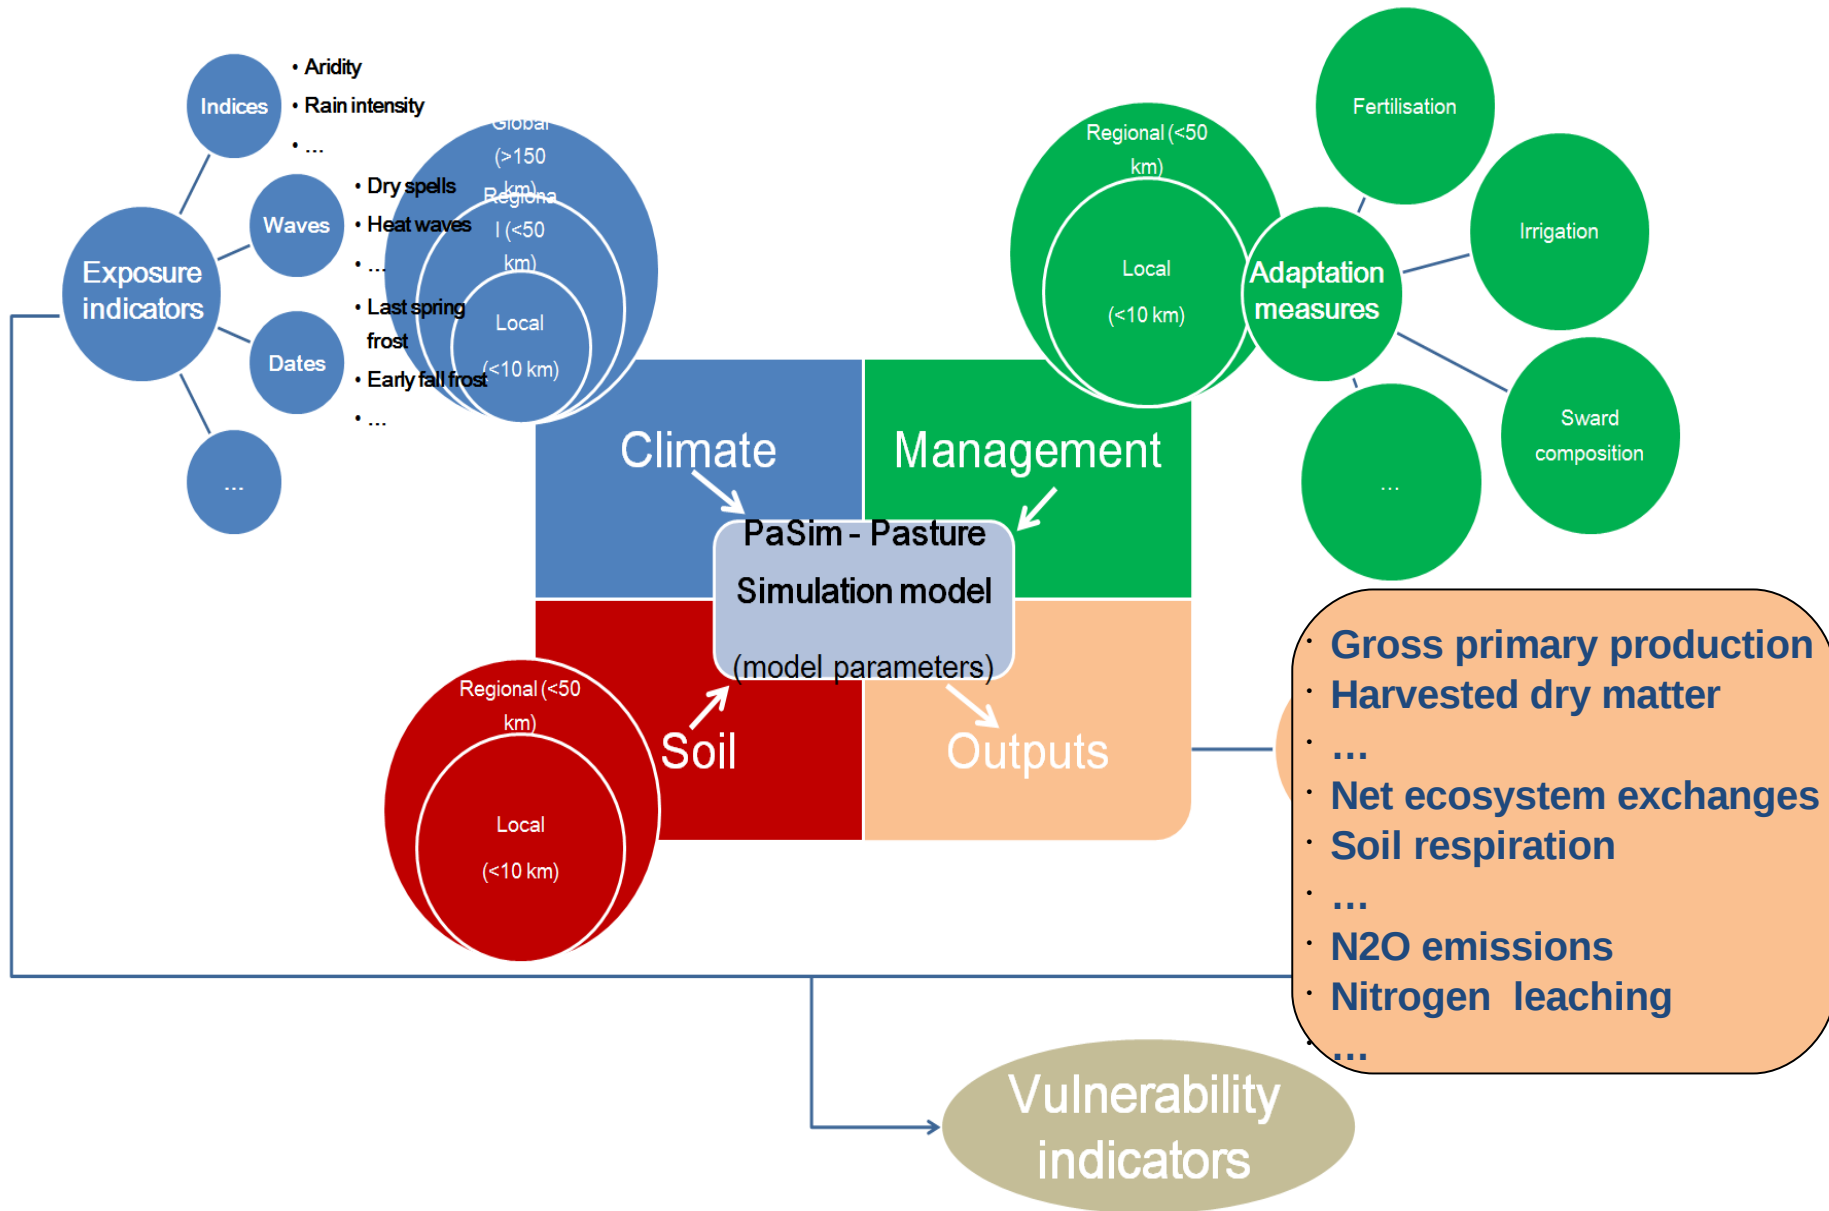 Indices
• Aridity
• Rain intensity
• ...
Waves
• Dry spells
• Heat waves
• ...
Exposure
indicators
Dates
• Last spring
frost
• Early fall frost
• ...
...
Global
(>150
km)
Regiona
l (<50
km)
Local
(<10 km)
Regional (<50
km)
Local
(<10 km)
Adaptation
measures
Fertilisation
Irrigation
Sward
composition
...
Climate
Management
PaSim - Pasture
Simulation model
(model parameters)
Soil
Outputs
Regional (<50
km)
Local
(<10 km)
· Gross primary production
· Harvested dry matter
· ...
· Net ecosystem exchanges
· Soil respiration
· ...
· N2O emissions
· Nitrogen  leaching
· ...
Vulnerability
indicators